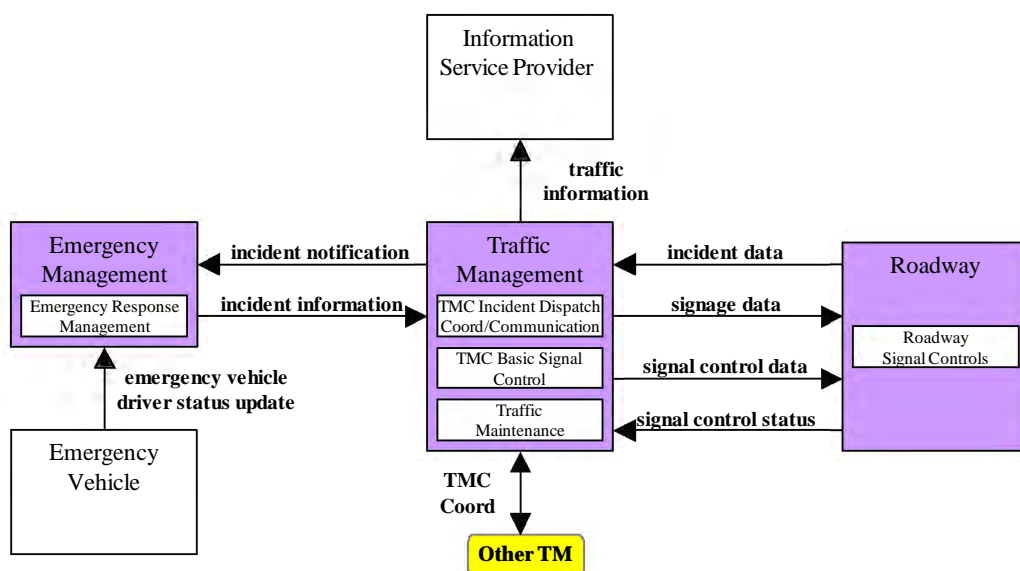 Information
Service Provider
traffic
information
Emergency
Management
Emergency Response
Management
incident notification
incident information
Traffic
Management
TMC Incident Dispatch
Coord/Communication
TMC Basic Signal
Control
Traffic
Maintenance
incident data
signage data
signal control data
signal control status
Roadway
Roadway
Signal Controls
emergency vehicle
driver status update
Emergency
Vehicle
TMC
Coord
Other TM